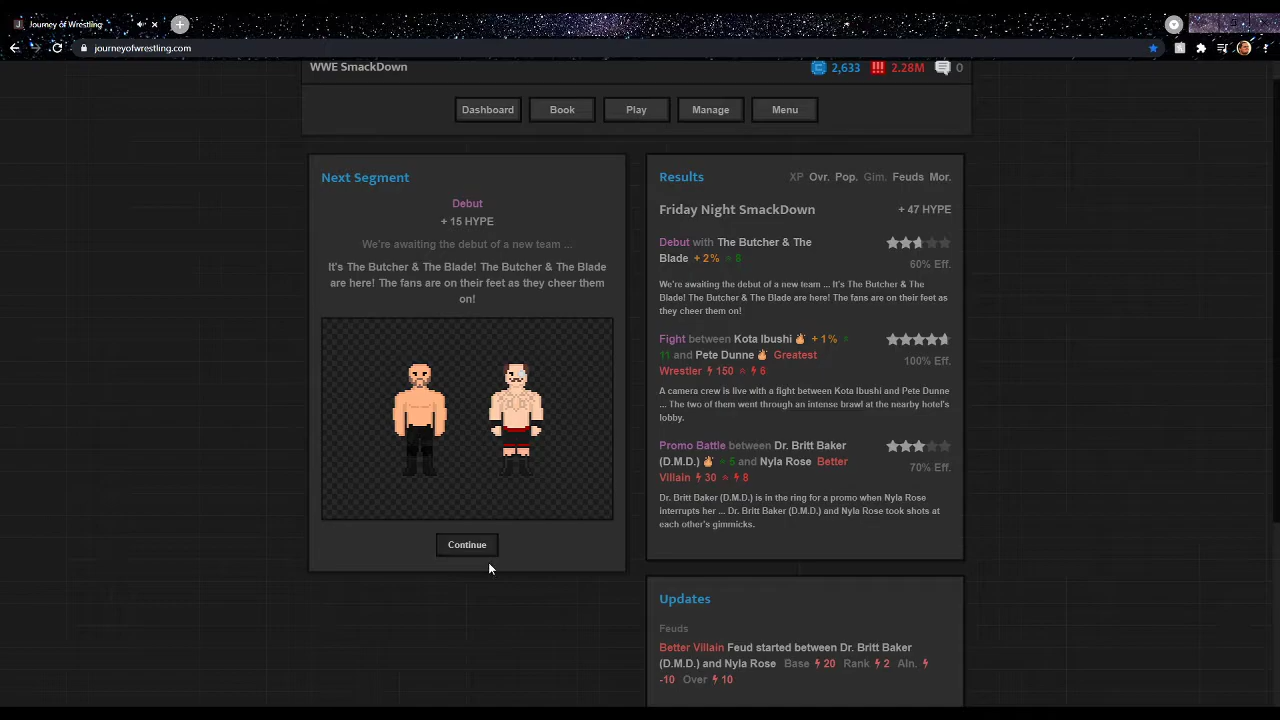 Journey of Wrestling
journeyofwrestling.com
WWE SmackDown
2,633 2.28M 0
Dashboard Book Play Manage Menu
Next Segment
Debut
+ 15 HYPE
We're awaiting the debut of a new team ...
It's The Butcher & The Blade! The Butcher & The Blade
are here! The fans are on their feet as they cheer them
on!
Continue
Results XP Ovr. Pop. Gim. Feuds Mor.
Friday Night SmackDown + 47 HYPE
Debut with The Butcher & The
Blade + 2% 8
60% Eff.
We're awaiting the debut of a new team ... It's The Butcher & The
Blade! The Butcher & The Blade are here! The fans are on their feet as
they cheer them on!
Fight between Kota Ibushi + 1%
11 and Pete Dunne Greatest
Wrestler 150 6
100% Eff.
A camera crew is live with a fight between Kota Ibushi and Pete Dunne
... The two of them went through an intense brawl at the nearby hotel's
lobby.
Promo Battle between Dr. Britt Baker
(D.M.D.) + 5 and Nyla Rose Better
Villain 30 8
70% Eff.
Dr. Britt Baker (D.M.D.) is in the ring for a promo when Nyla Rose
interrupts her ... Dr. Britt Baker (D.M.D.) and Nyla Rose took shots at
each other's gimmicks.
Updates
Feuds
Better Villain Feud started between Dr. Britt Baker
(D.M.D.) and Nyla Rose Base 20 Rank 2 Aln.
-10 Over 10